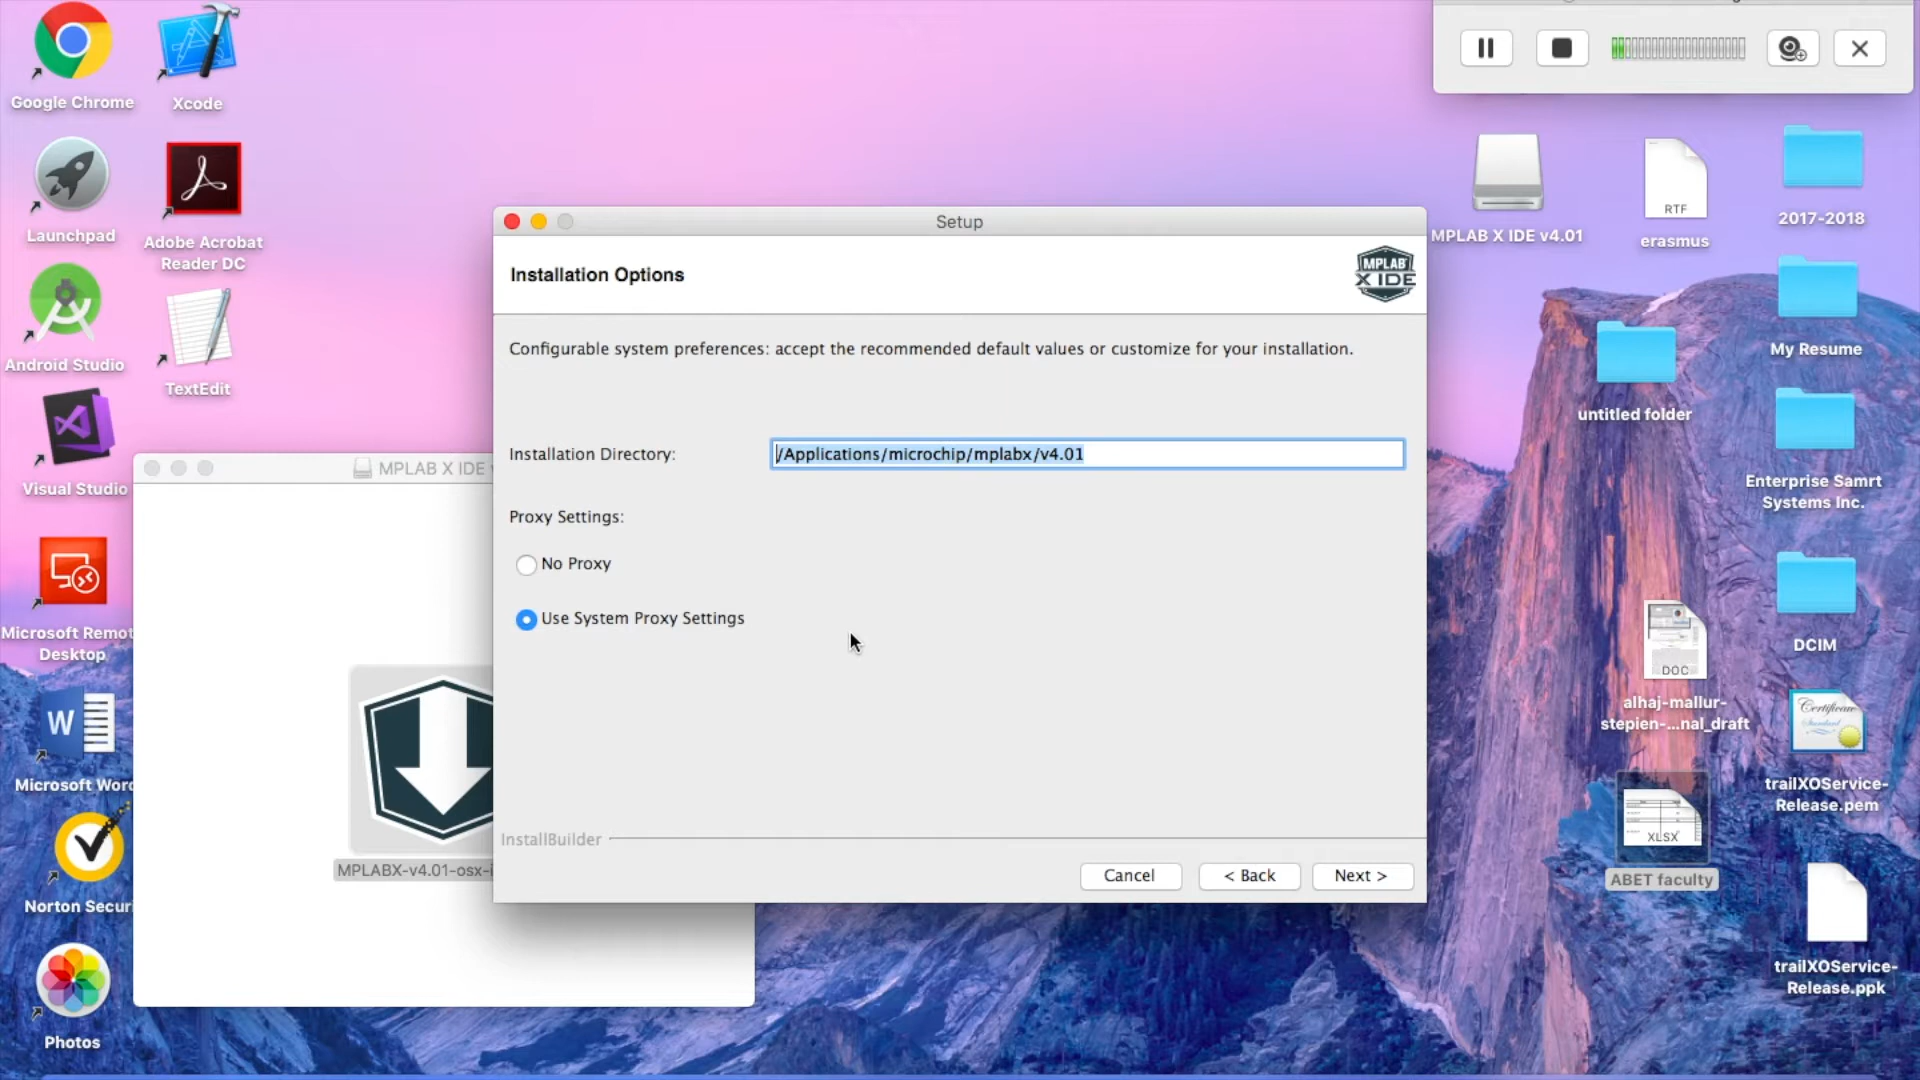 Google Chrome
Xcode
Launchpad
Adobe Acrobat
Reader DC
Android Studio
TextEdit
Visual Studio
Microsoft Remot
Desktop
Microsoft Word
Norton Securi
Photos
MPLAB X IDE
MPLABX-v4.01-osx-i
Setup
Installation Options
MPLAB
X IDE
Configurable system preferences: accept the recommended default values or customize for your installation.
Installation Directory:
/Applications/microchip/mplabx/v4.01
Proxy Settings:
No Proxy
Use System Proxy Settings
InstallBuilder
Cancel
< Back
Next >
MPLAB X IDE v4.01
RTF
erasmus
2017-2018
My Resume
untitled folder
Enterprise Samrt
Systems Inc.
DCIM
DOC
alhaj-mallur-
stepien-...nal_draft
Certificate
Standard
trailXOService-
Release.pem
XLSX
ABET faculty
trailXOService-
Release.ppk
W